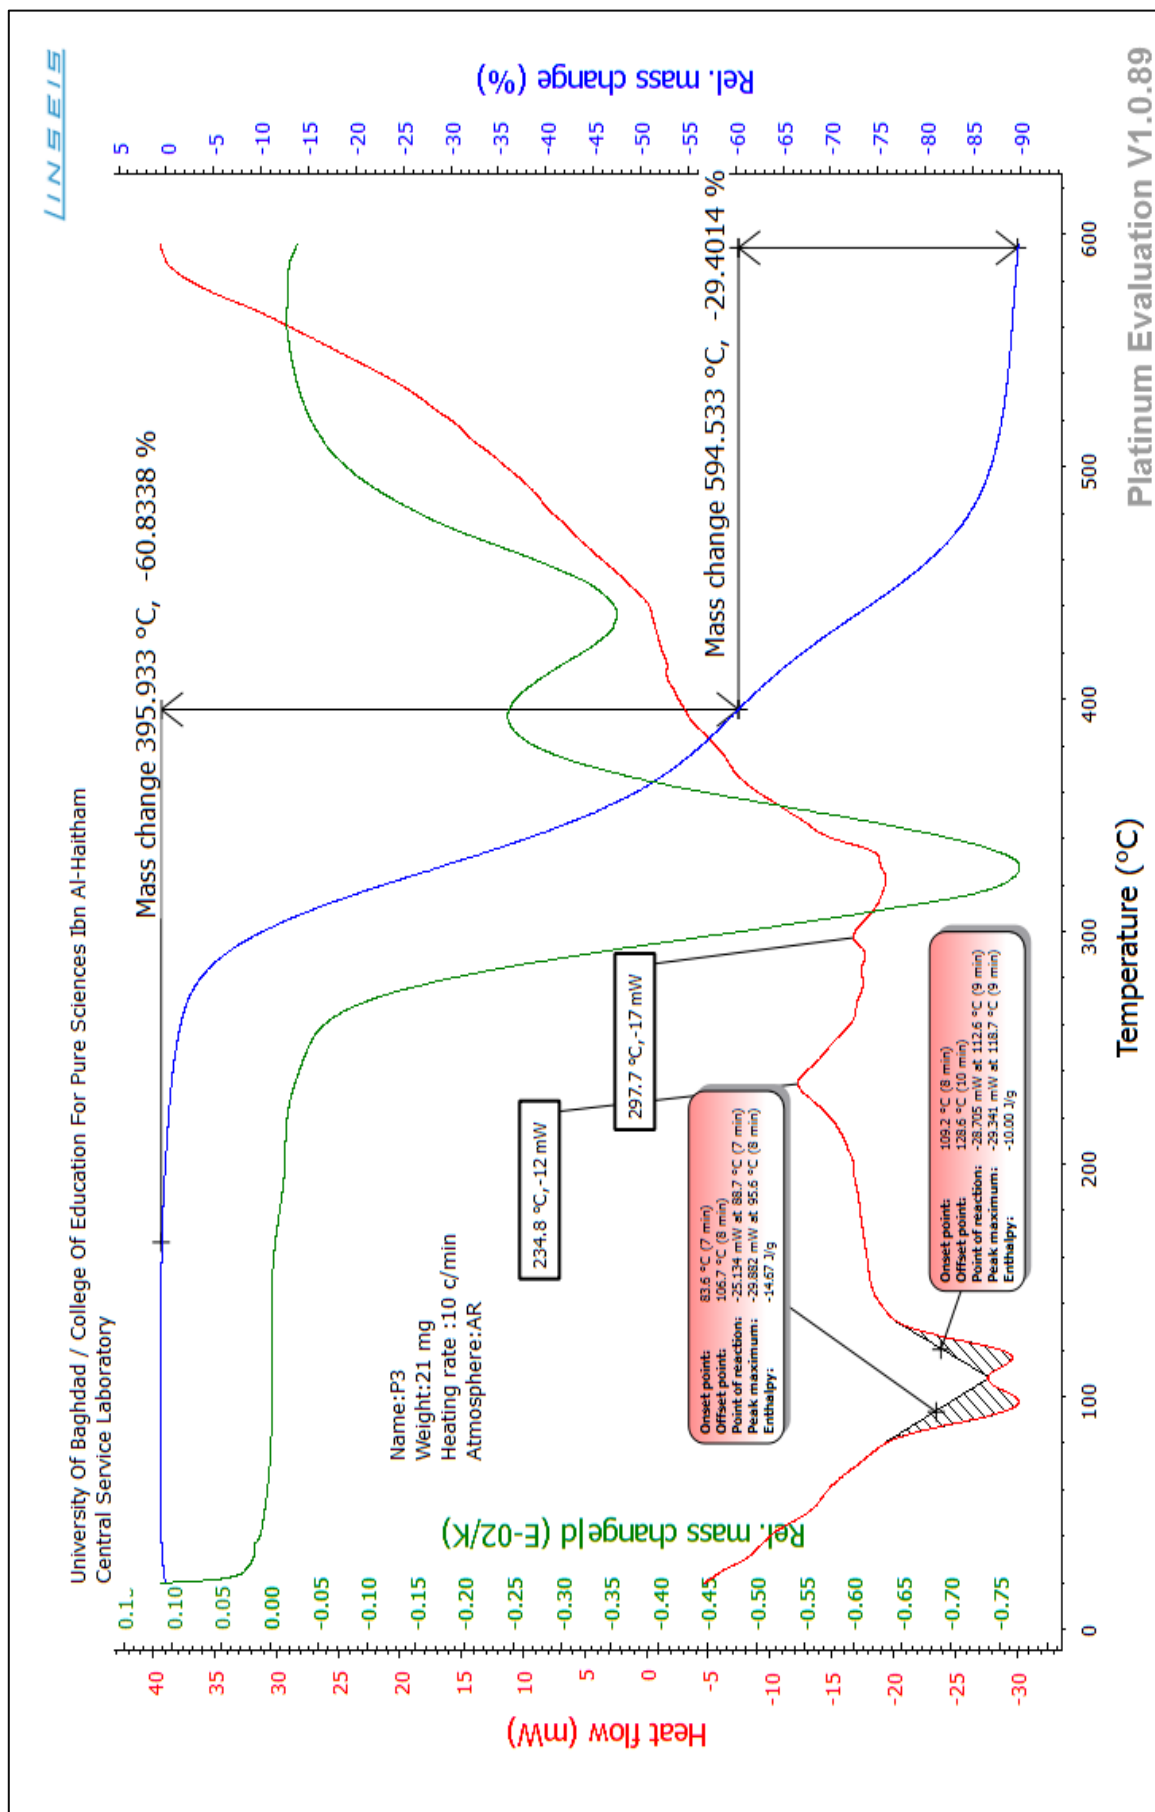 LINSEIS
University Of Baghdad / College Of Education For Pure Sciences Ibn Al-Haitham
Central Service Laboratory
Mass change 395.933 °C, -60.8338 %
Mass change 594.533 °C, -29.4014 %
Name:P3
Weight:21 mg
Heating rate :10 c/min
Atmosphere:AR
234.8 °C,-12 mW
297.7 °C,-17 mW
Onset point: 83.6 °C (7 min)
Offset point: 106.7 °C (8 min)
Point of reaction: -25.134 mW at 88.7 °C (7 min)
Peak maximum: -29.882 mW at 95.6 °C (8 min)
Enthalpy: -14.67 J/g
Onset point: 109.2 °C (8 min)
Offset point: 128.6 °C (10 min)
Point of reaction: -28.705 mW at 112.6 °C (9 min)
Peak maximum: -29.341 mW at 118.7 °C (9 min)
Enthalpy: -10.00 J/g
Heat flow (mW)
40
35
30
25
20
15
10
5
0
-5
-10
-15
-20
-25
-30
Rel. mass change|d (E-02/K)
0.10
0.05
0.00
-0.05
-0.10
-0.15
-0.20
-0.25
-0.30
-0.35
-0.40
-0.45
-0.50
-0.55
-0.60
-0.65
-0.70
-0.75
Rel. mass change (%)
5
0
-5
-10
-15
-20
-25
-30
-35
-40
-45
-50
-55
-60
-65
-70
-75
-80
-85
-90
0
100
200
300
400
500
600
Temperature (°C)
Platinum Evaluation V1.0.89